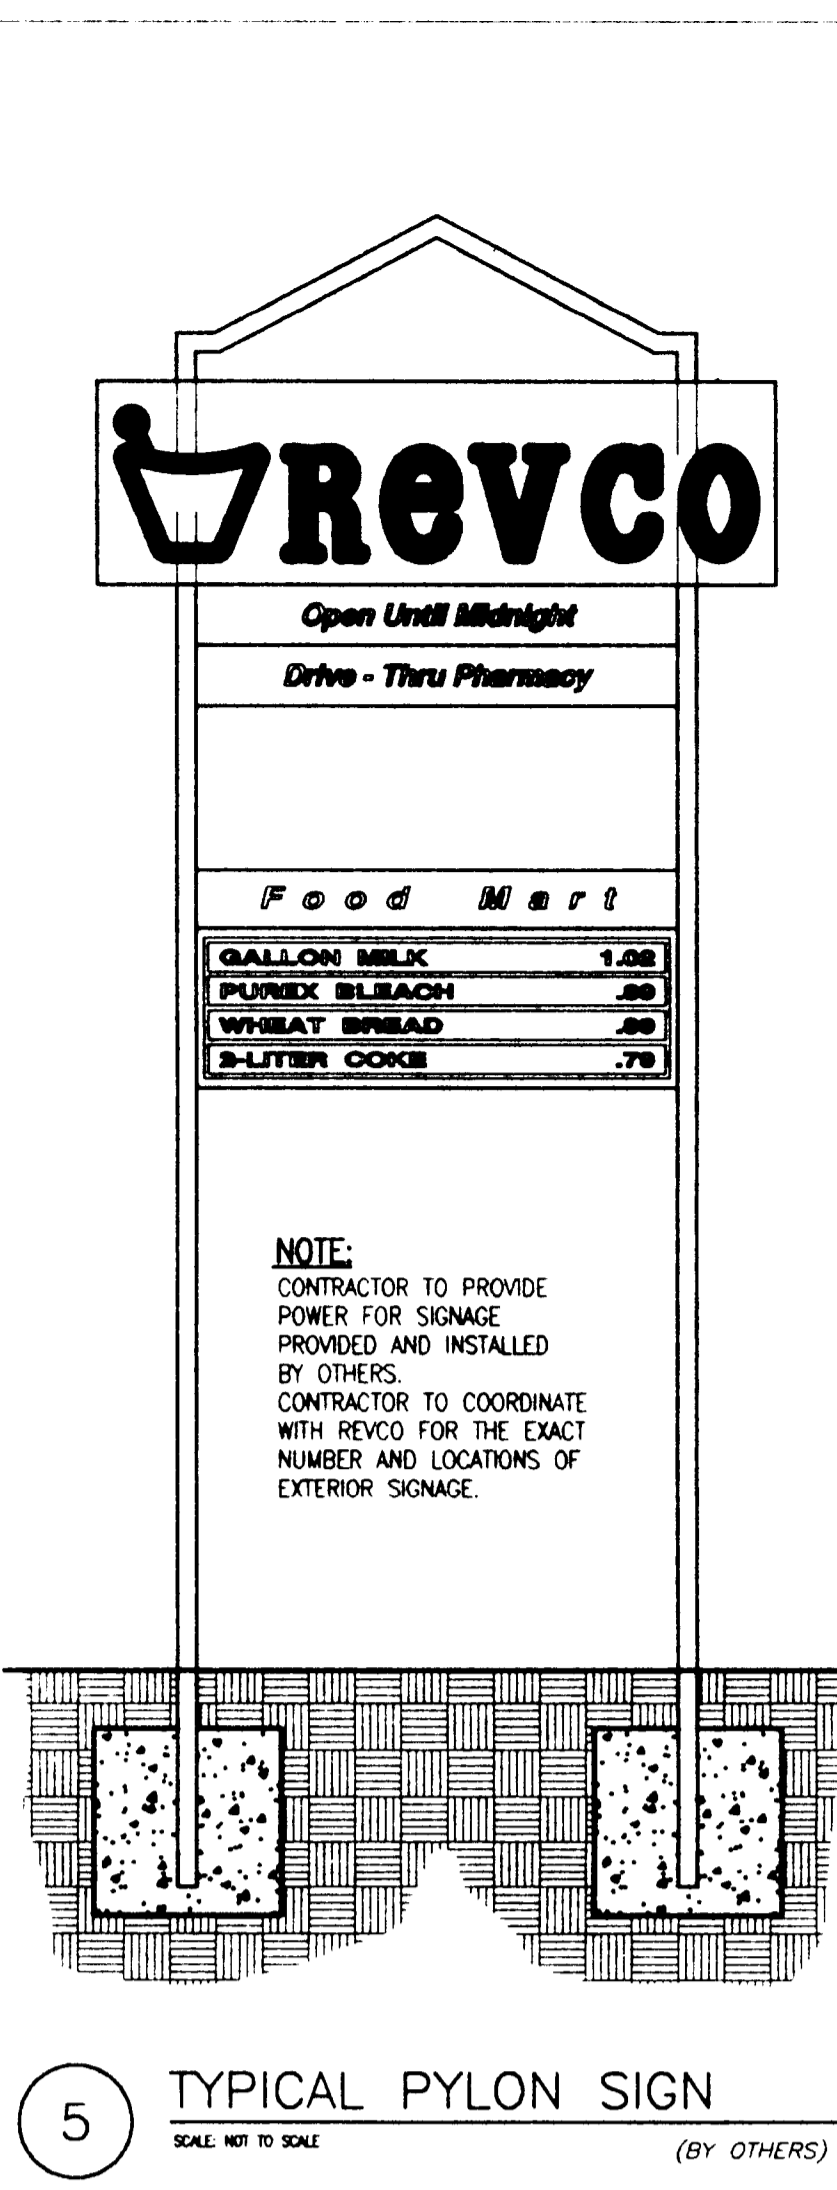 Revco
Open Until Midnight
Drive - Thru Pharmacy
Food Mart
GALLON MILK 1.02
PUREX BLEACH
WHEAT BREAD
2-LITER COKE .79
NOTE:
CONTRACTOR TO PROVIDE
POWER FOR SIGNAGE
PROVIDED AND INSTALLED
BY OTHERS.
CONTRACTOR TO COORDINATE
WITH REVCO FOR THE EXACT
NUMBER AND LOCATIONS OF
EXTERIOR SIGNAGE.
5
TYPICAL PYLON SIGN
SCALE: NOT TO SCALE
(BY OTHERS)